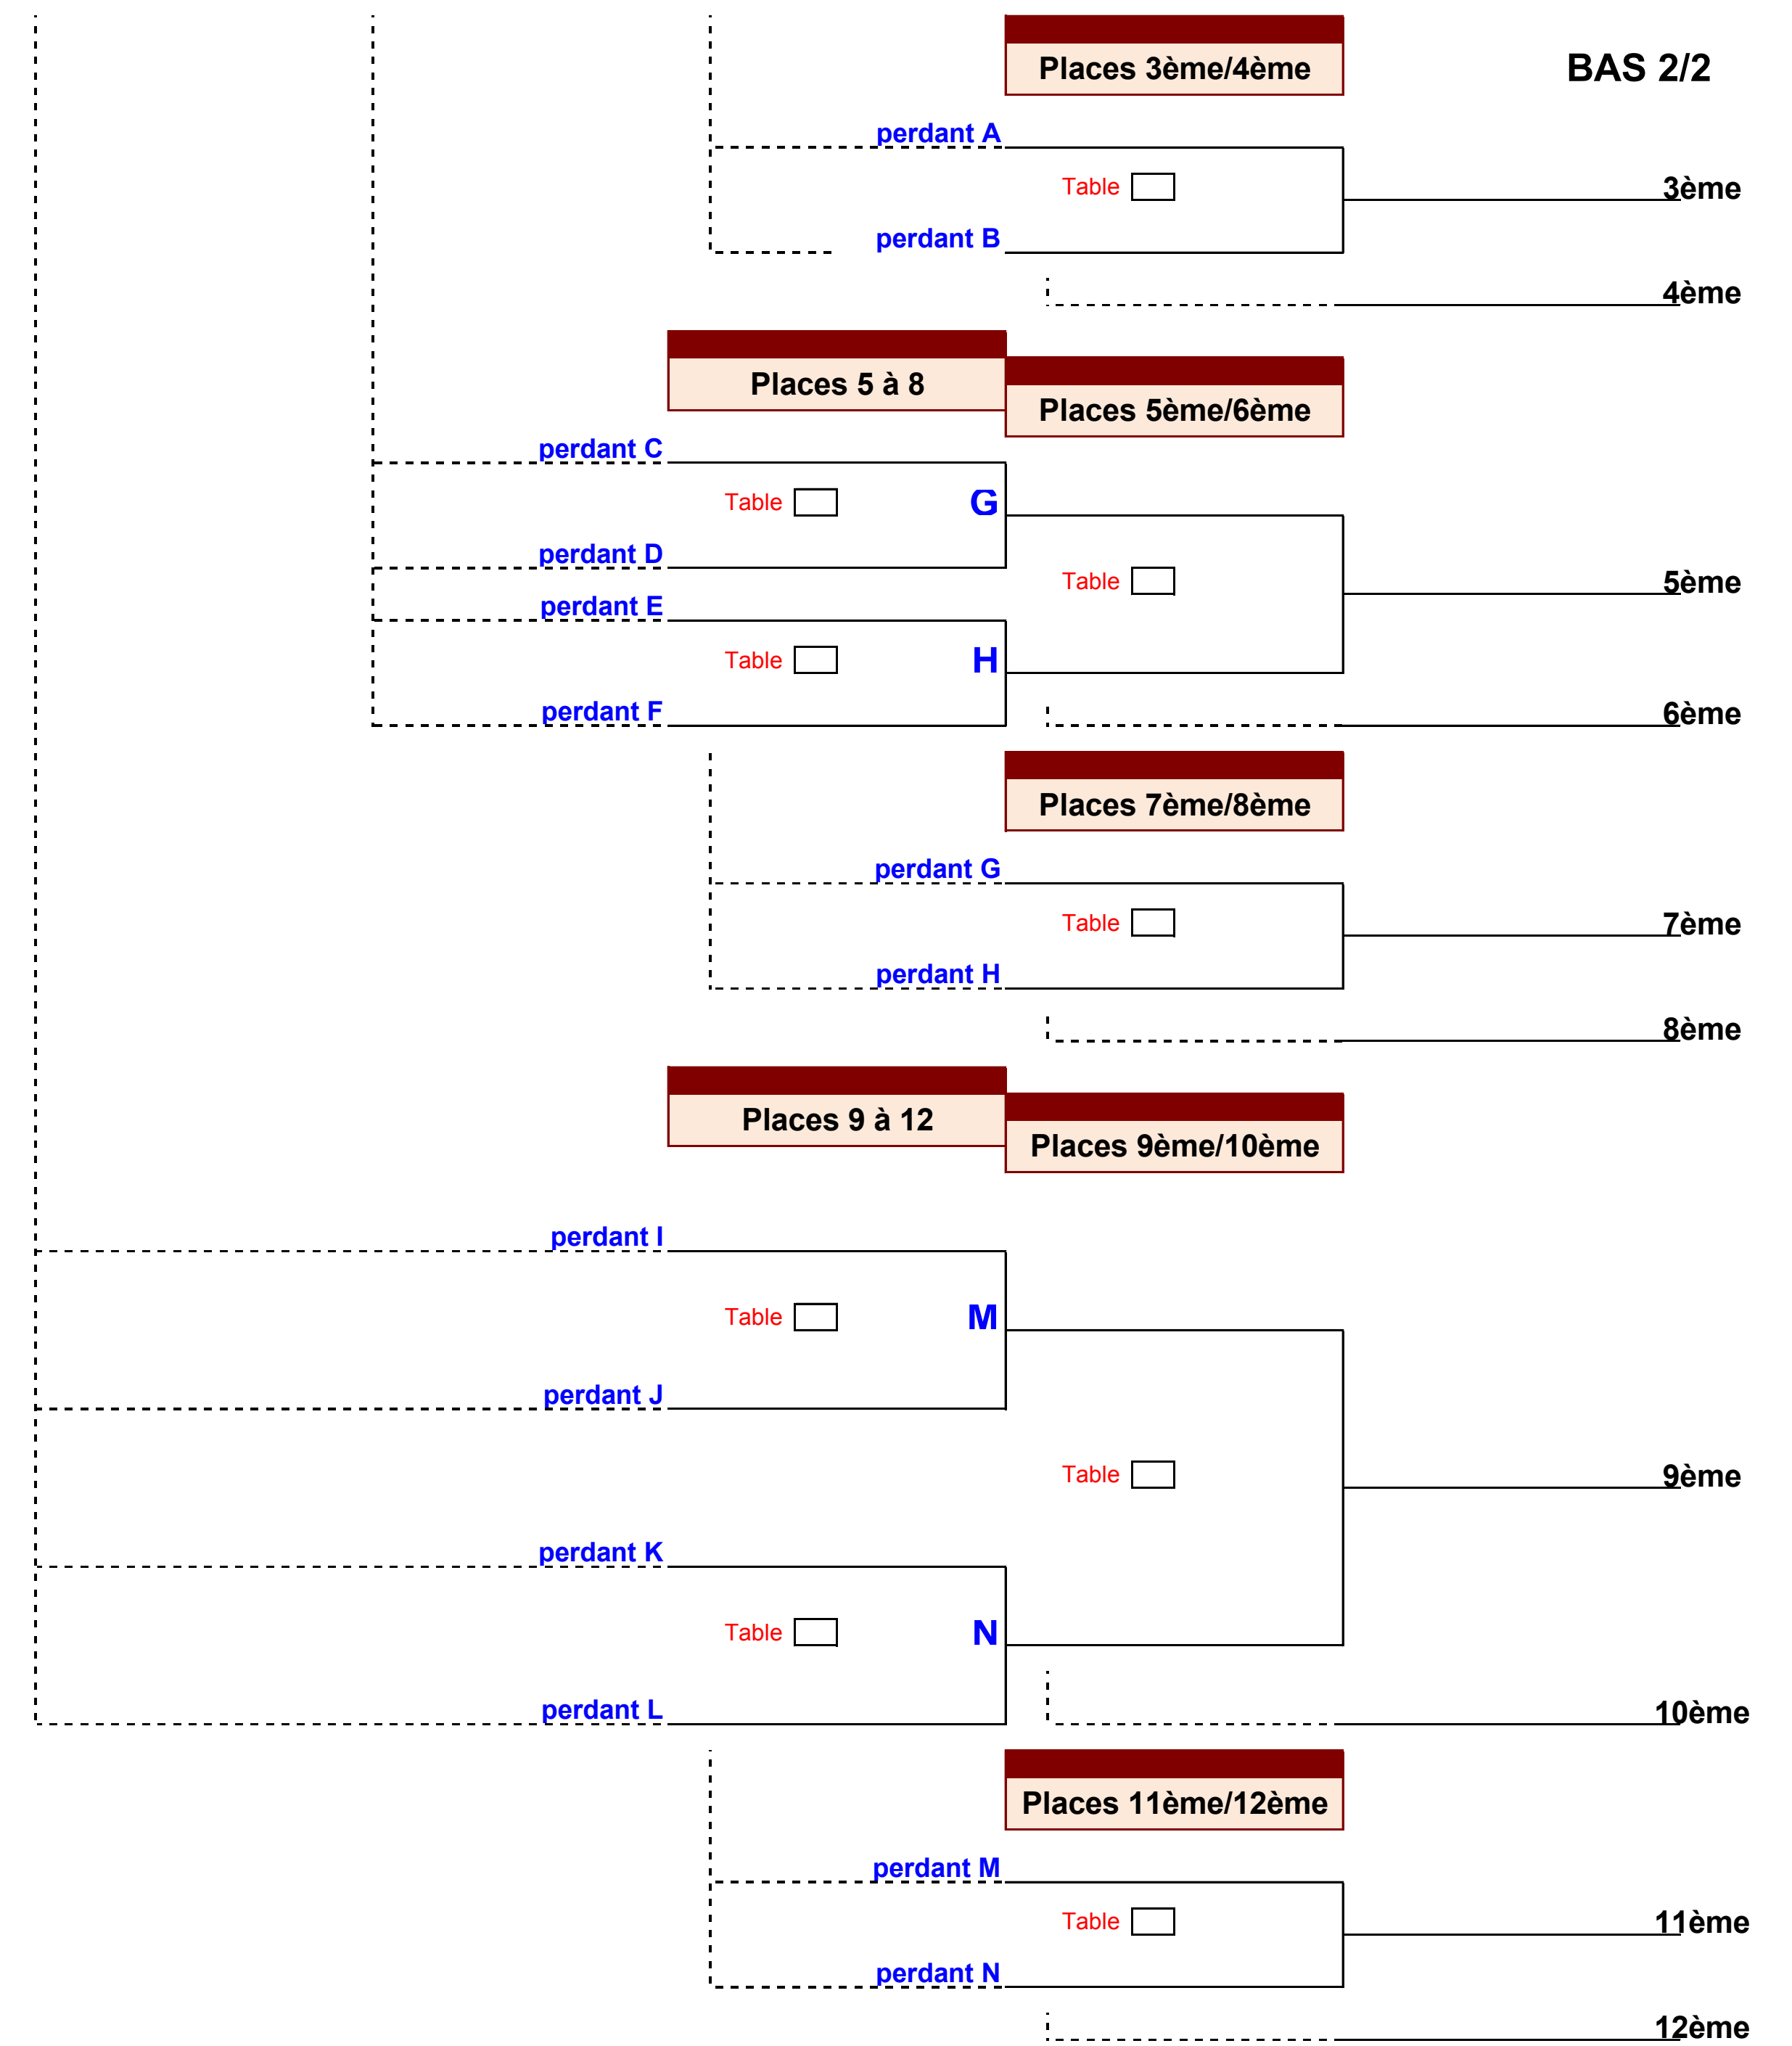 Places 3ème/4ème
BAS 2/2
perdant A
Table
3ème
perdant B
4ème
Places 5 à 8
Places 5ème/6ème
perdant C
Table
G
perdant D
Table
5ème
perdant E
Table
H
perdant F
6ème
Places 7ème/8ème
perdant G
Table
7ème
perdant H
8ème
Places 9 à 12
Places 9ème/10ème
perdant I
Table
M
perdant J
Table
9ème
perdant K
Table
N
perdant L
10ème
Places 11ème/12ème
perdant M
Table
11ème
perdant N
12ème